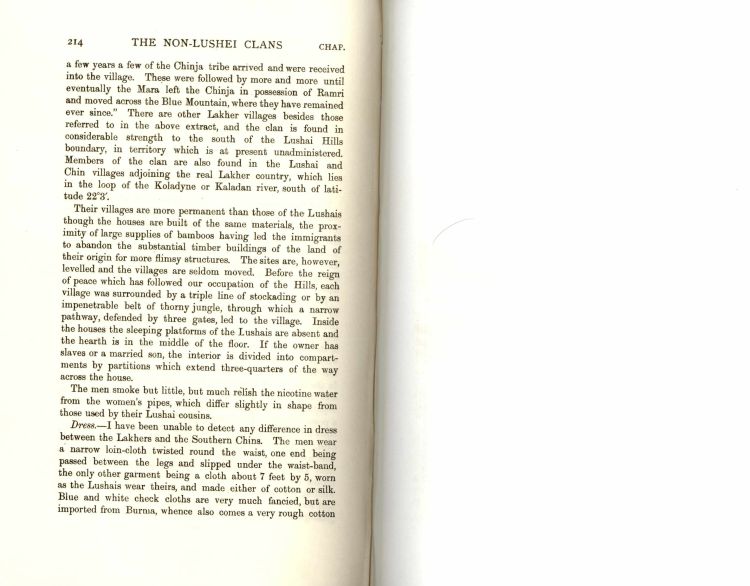 214 THE NON-LUSHEI CLANS CHAP.
a few years a few of the Chinja tribe arrived and were received
into the village. These were followed by more and more until
eventually the Mara left the Chinja in possession of Ramri
and moved across the Blue Mountain, where they have remained
ever since." There are other Lakher villages besides those
referred to in the above extract, and the clan is found in
considerable strength to the south of the Lushai Hills
boundary, in territory which is at present unadministered.
Members of the clan are also found in the Lushai and
Chin villages adjoining the real Lakher country, which lies
in the loop of the Koladyne or Kaladan river, south of lati-
tude 22°3′.
Their villages are more permanent than those of the Lushais
though the houses are built of the same materials, the prox-
imity of large supplies of bamboos having led the immigrants
to abandon the substantial timber buildings of the land of
their origin for more flimsy structures. The sites are, however,
levelled and the villages are seldom moved. Before the reign
of peace which has followed our occupation of the Hills, each
village was surrounded by a triple line of stockading or by an
impenetrable belt of thorny jungle, through which a narrow
pathway, defended by three gates, led to the village. Inside
the houses the sleeping platforms of the Lushais are absent and
the hearth is in the middle of the floor. If the owner has
slaves or a married son, the interior is divided into compart-
ments by partitions which extend three-quarters of the way
across the house.
The men smoke but little, but much relish the nicotine water
from the women's pipes, which differ slightly in shape from
those used by their Lushai cousins.
Dress.—I have been unable to detect any difference in dress
between the Lakhers and the Southern Chins. The men wear
a narrow loin-cloth twisted round the waist, one end being
passed between the legs and slipped under the waist-band,
the only other garment being a cloth about 7 feet by 5, worn
as the Lushais wear theirs, and made either of cotton or silk.
Blue and white check cloths are very much fancied, but are
imported from Burma, whence also comes a very rough cotton